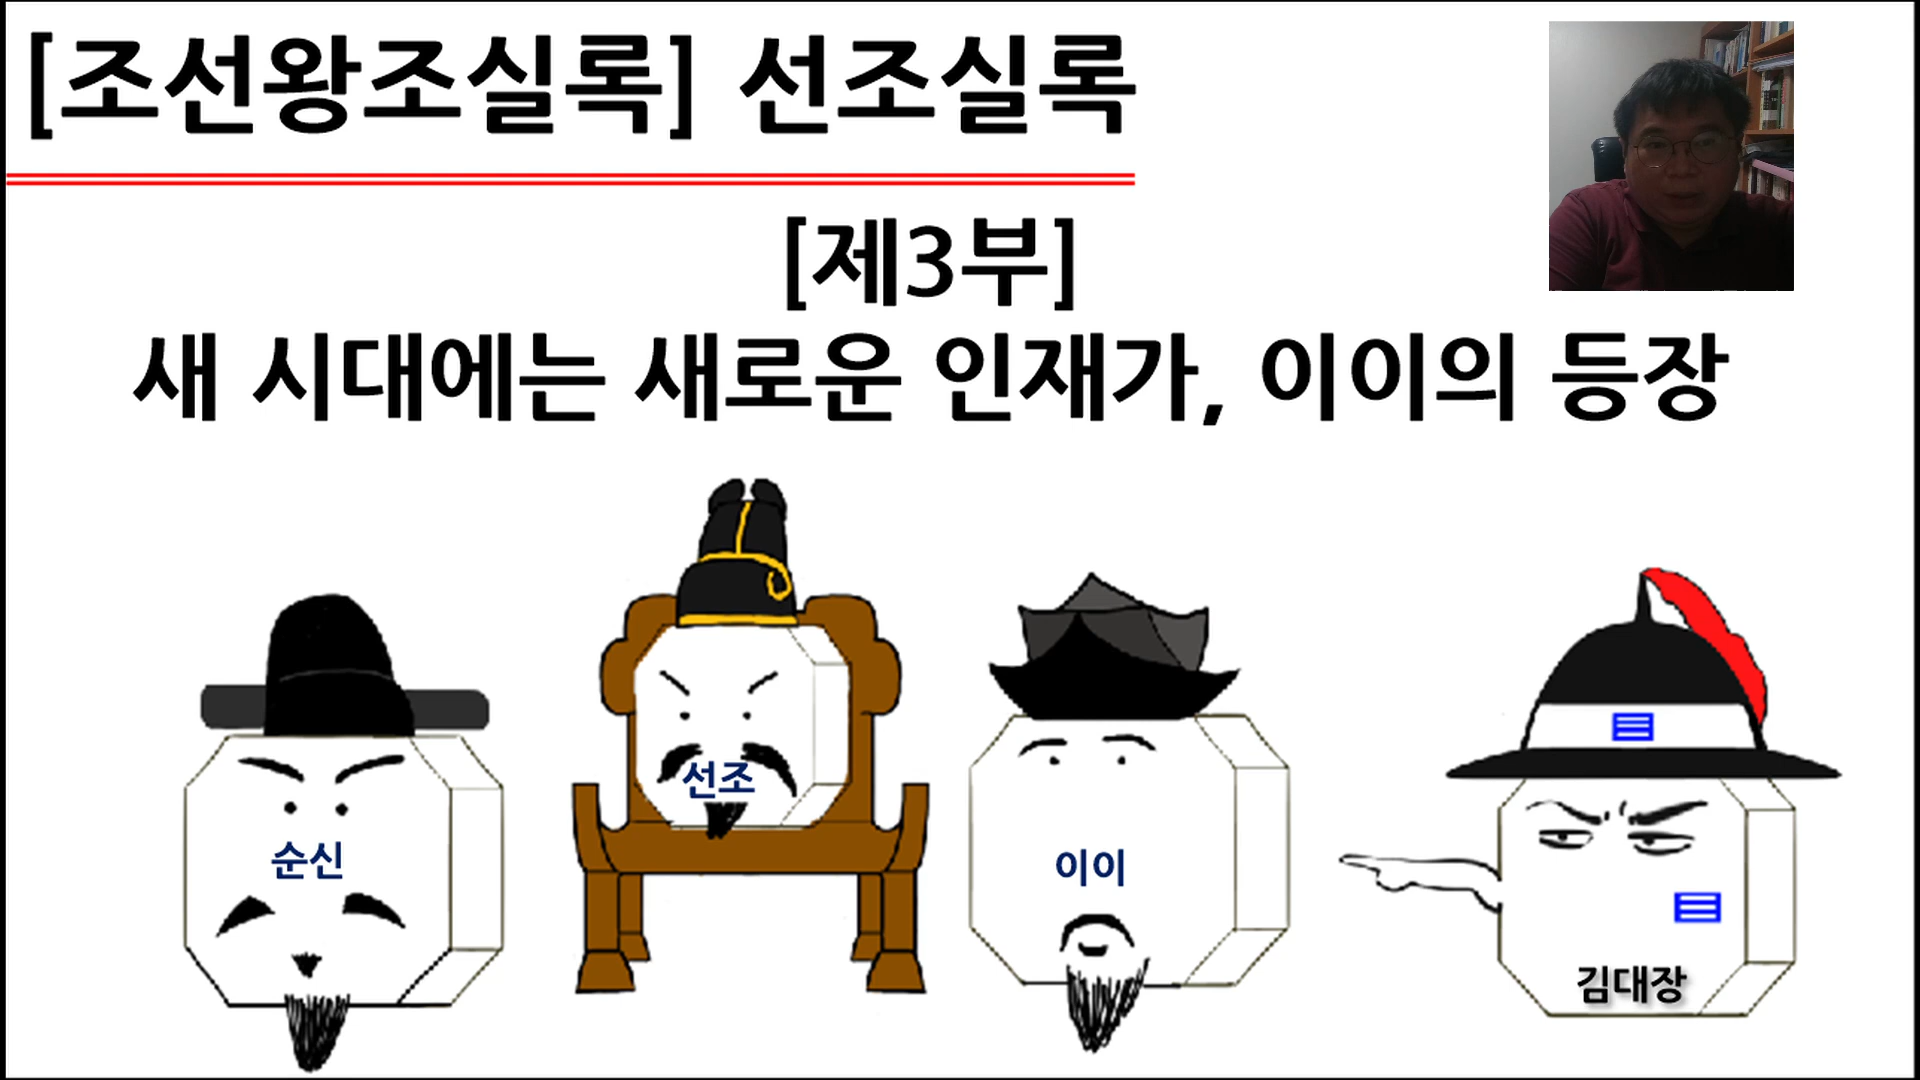 [조선왕조실록] 선조실록
[제3부]
새 시대에는 새로운 인재가, 이이의 등장
순신
선조
이이
김대장